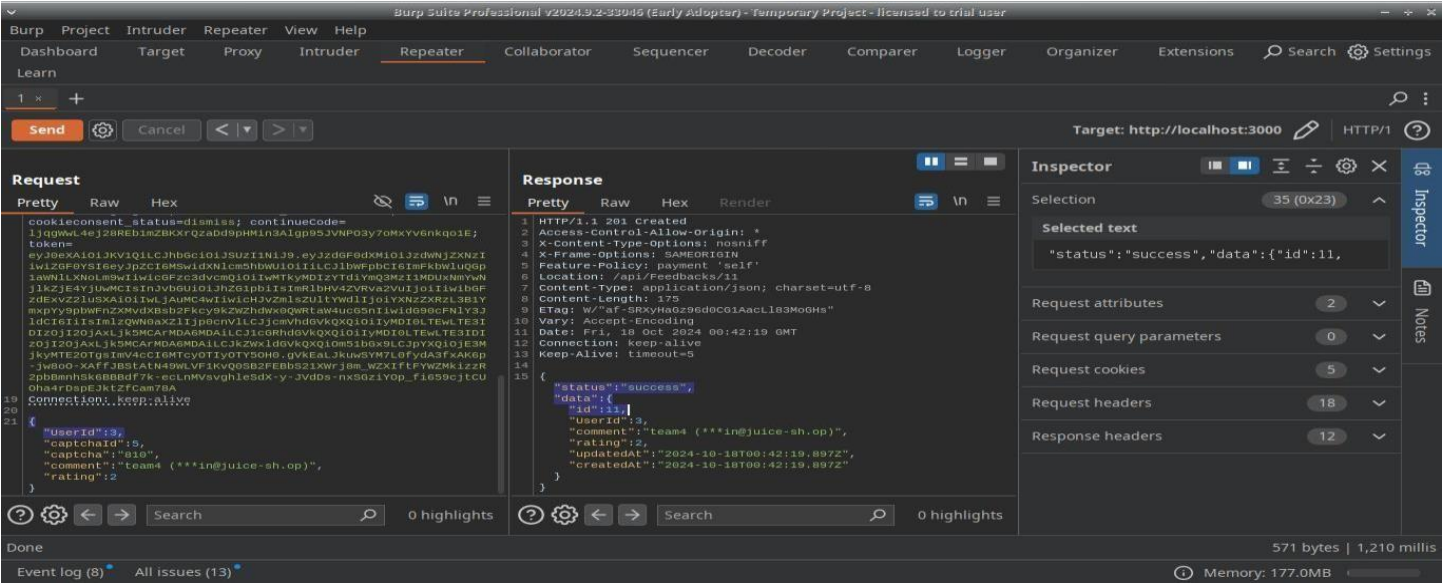 Burp Suite Professional v2024.9.2-33046 (Early Adopter) - Temporary Project - licensed to trial user
Burp Project Intruder Repeater View Help
Dashboard Target Proxy Intruder Repeater Collaborator Sequencer Decoder Comparer Logger Organizer Extensions Search Settings
Learn
1 × +
Send Cancel < > Target: http://localhost:3000 HTTP/1
Request
Pretty Raw Hex \n
cookieconsent_status=dismiss; continueCode=
token=
19 Connection: keep-alive
20
21 {
"UserId":3,
"captchaId":5,
"captcha":"810",
"comment":"team4 (***in@juice-sh.op)",
"rating":2
}
Search 0 highlights
Response
Pretty Raw Hex Render \n
1 HTTP/1.1 201 Created
2 Access-Control-Allow-Origin: *
3 X-Content-Type-Options: nosniff
4 X-Frame-Options: SAMEORIGIN
5 Feature-Policy: payment 'self'
6 Location: /api/Feedbacks/11
7 Content-Type: application/json; charset=utf-8
8 Content-Length: 175
9 ETag:
10 Vary: Accept-Encoding
11 Date: Fri, 18 Oct 2024 00:42:19 GMT
12 Connection: keep-alive
13 Keep-Alive: timeout=5
14
15 {
"status":"success",
"data":{
"id":11,
"UserId":3,
"comment":"team4 (***in@juice-sh.op)",
"rating":2,
"updatedAt":"2024-10-18T00:42:19.897Z",
"createdAt":"2024-10-18T00:42:19.897Z"
}
}
Search 0 highlights
Inspector
Selection 35 (0x23)
Selected text
"status":"success","data":{"id":11,
Request attributes 2
Request query parameters 0
Request cookies 5
Request headers 18
Response headers 12
Inspector
Notes
Done 571 bytes | 1,210 millis
Event log (8) All issues (13) Memory: 177.0MB